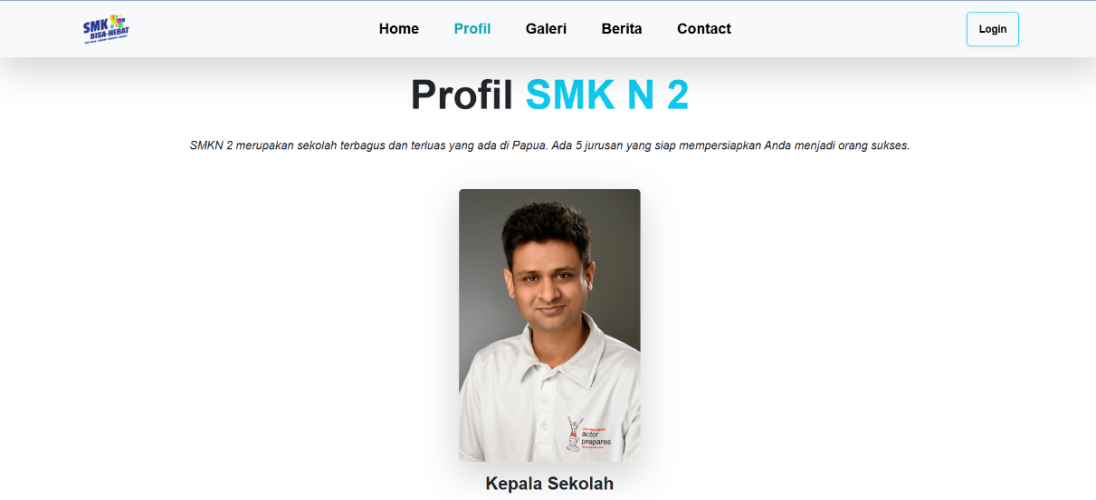 SMK
BISA-HEBAT
Home Profil Galeri Berita Contact Login
Profil SMK N 2
SMKN 2 merupakan sekolah terbagus dan terluas yang ada di Papua. Ada 5 jurusan yang siap mempersiapkan Anda menjadi orang sukses.
actor
prepares
Kepala Sekolah